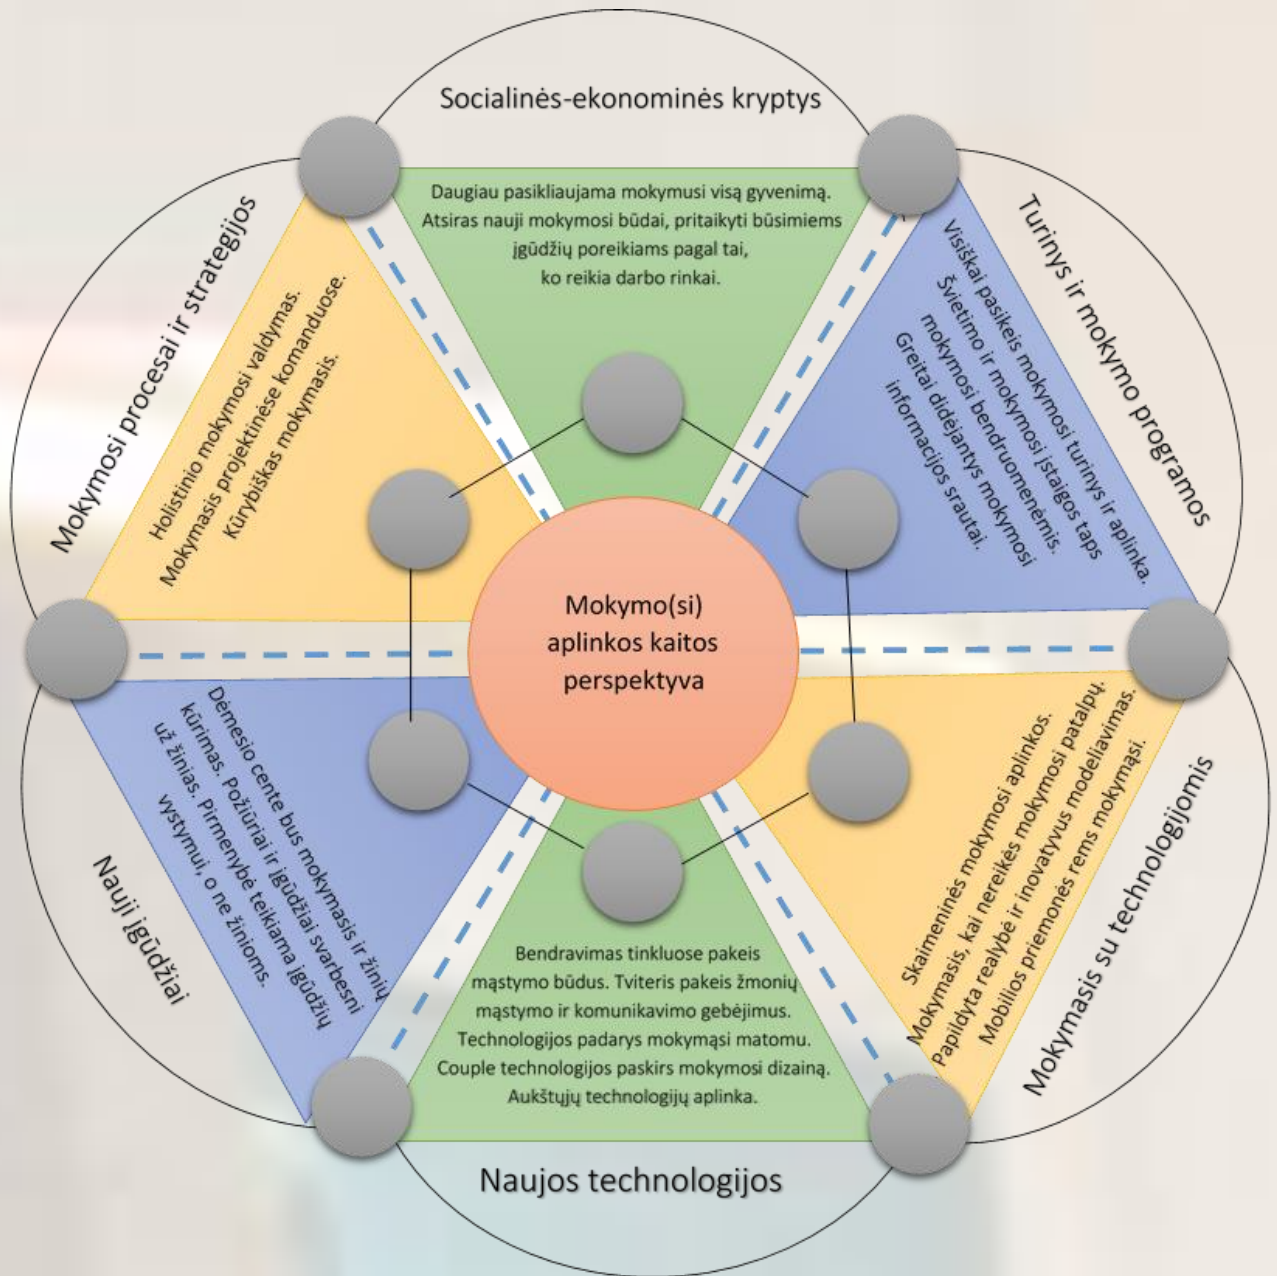 Socialinės-ekonominės kryptys
Daugiau pasikliaujama mokymusi visą gyvenimą.
Atsiras nauji mokymosi būdai, pritaikyti būsimiems
įgūdžių poreikiams pagal tai,
ko reikia darbo rinkai.
Turinys ir mokymo programos
Visiškai pasikeis mokymosi turinys ir aplinka.
Švietimo ir mokymosi įstaigos taps
mokymosi bendruomenėmis.
Greitai didėjantys mokymosi
informacijos srautai.
Mokymasis su technologijomis
Skaimeninės mokymosi aplinkos.
Mokymasis, kai nereikės mokymosi patalpų.
Papildyta realybė ir inovatyvus modeliavimas.
Mobilios priemonės rems mokymąsi.
Naujos technologijos
Bendravimas tinkluose pakeis
mąstymo būdus. Tviteris pakeis žmonių
mąstymo ir komunikavimo gebėjimus.
Technologijos padarys mokymąsi matomu.
Couple technologijos paskirs mokymosi dizainą.
Aukštųjų technologijų aplinka.
Nauji įgūdžiai
Dėmesio cente bus mokymasis ir žinių
kūrimas. Požiūriai ir įgūdžiai svarbesni
už žinias. Pirmenybė teikiama įgūdžių
vystymui, o ne žinioms.
Mokymosi procesai ir strategijos
Holistinio mokymosi valdymas.
Mokymasis projektinėse komanduose.
Kūrybiškas mokymasis.
Mokymo(si)
aplinkos kaitos
perspektyva